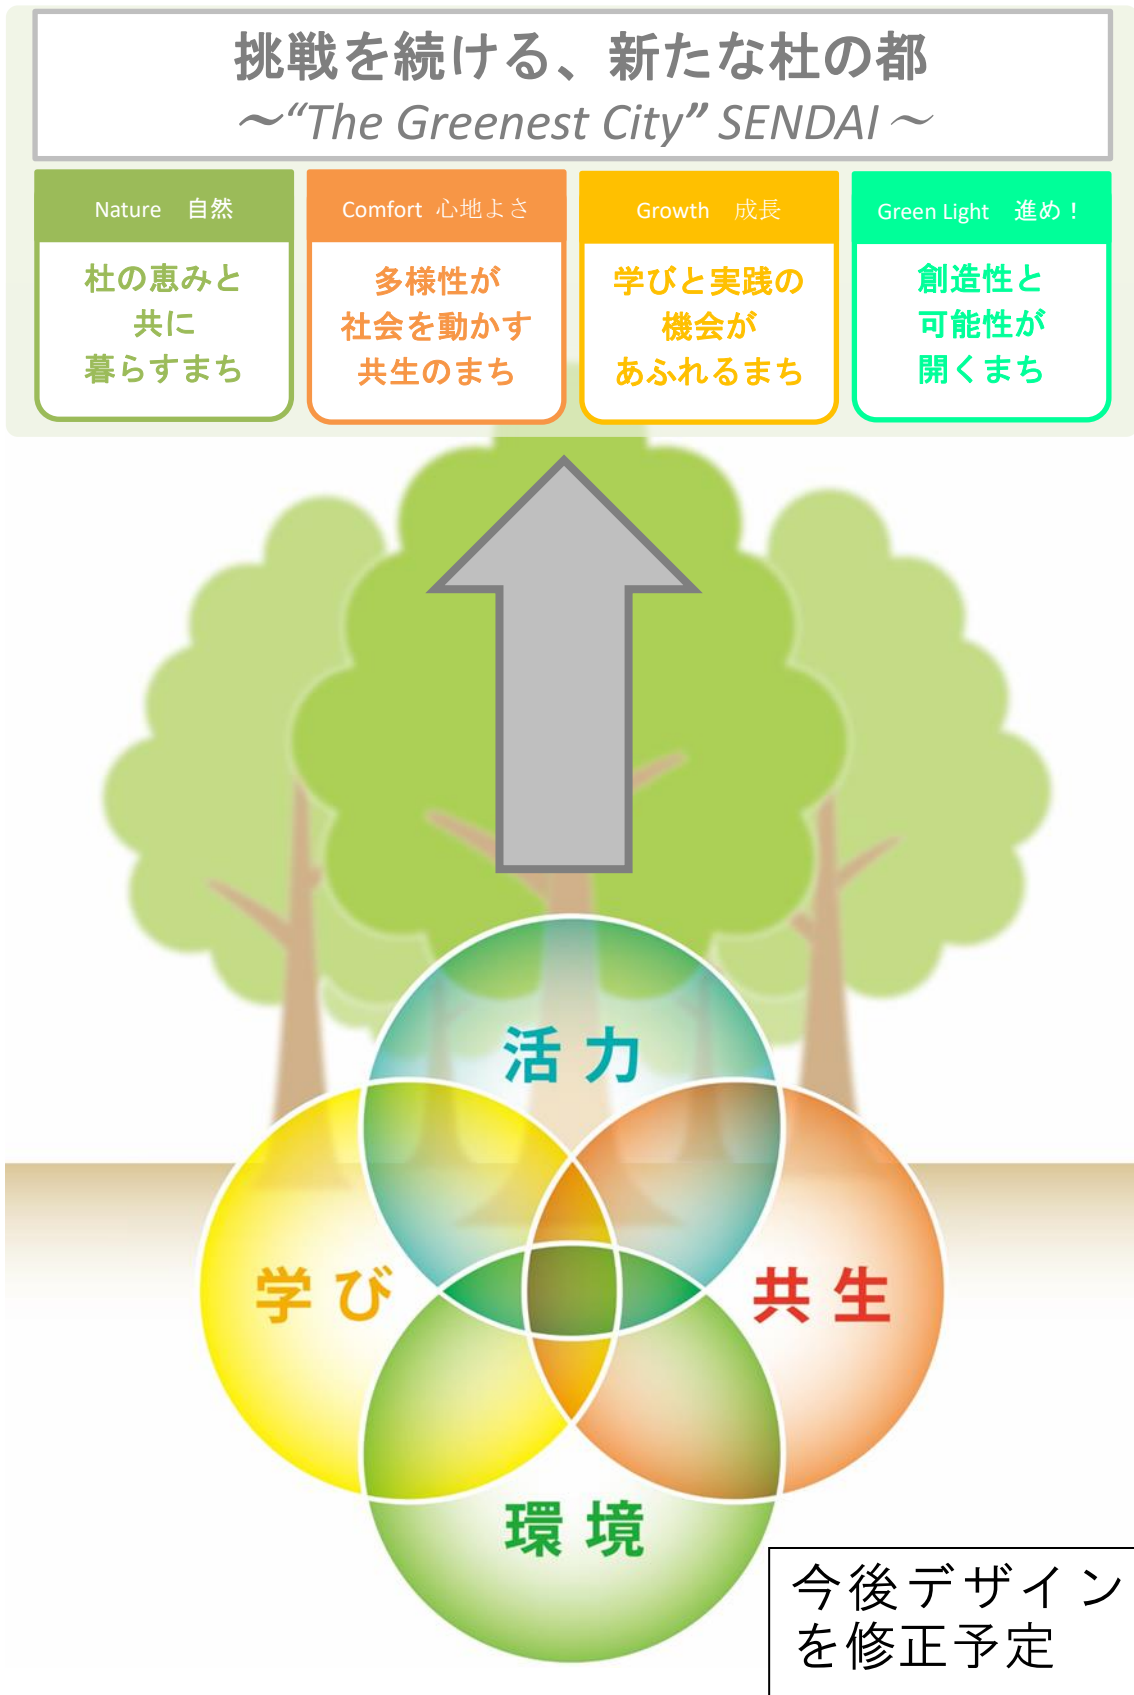 挑戦を続ける、新たな杜の都
～“The Greenest City” SENDAI～
Nature　自然
杜の恵みと
共に
暮らすまち
Comfort 心地よさ
多様性が
社会を動かす
共生のまち
Growth　成長
学びと実践の
機会が
あふれるまち
Green Light　進め！
創造性と
可能性が
開くまち
活力
学び
共生
環境
今後デザイン
を修正予定